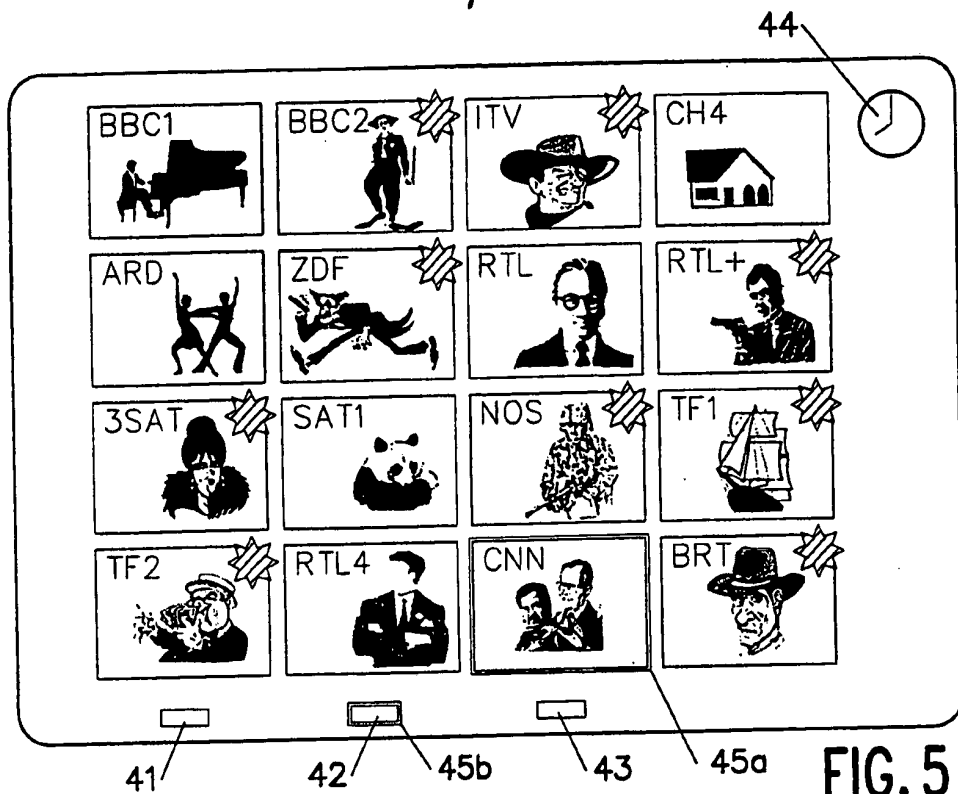 44
BBC1 BBC2 ITV CH4
ARD ZDF RTL RTL+
3SAT SAT1 NOS TF1
TF2 RTL4 CNN BRT
41 42 45b 43 45a
FIG. 5